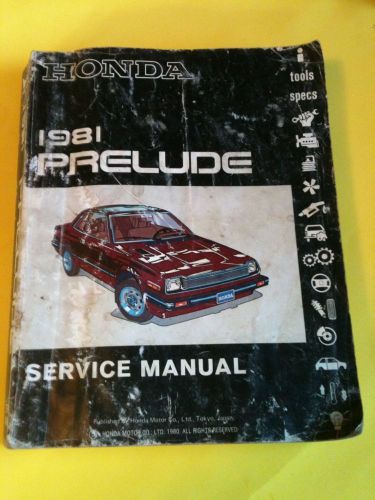 HONDA
1981
PRELUDE
i
tools
specs
HONDA
SERVICE MANUAL
Published by Honda Motor Co., Ltd., Tokyo, Japan.
HONDA MOTOR CO., LTD. 1980. ALL RIGHTS RESERVED